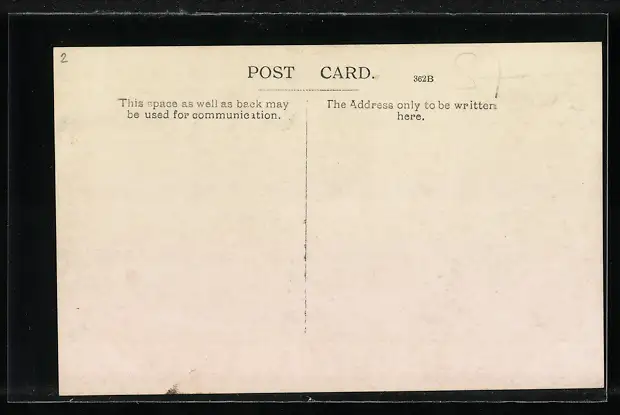 2
POST CARD.
362B
This space as well as back may
be used for communication.
The Address only to be written
here.